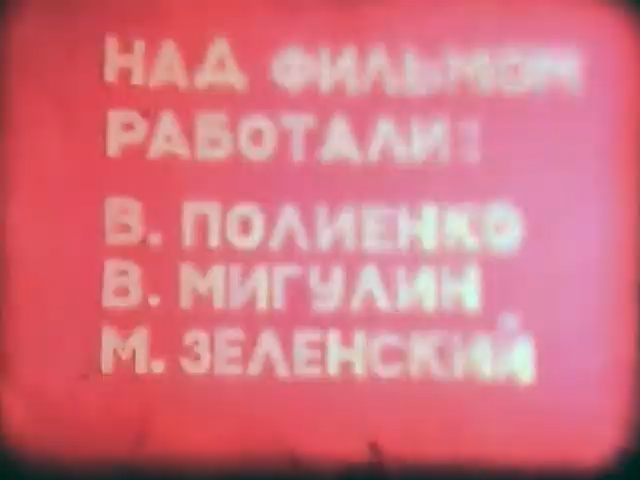 НАД ФИЛЬМОМ
РАБОТАЛИ:
В. ПОЛИЕНКО
В. МИГУЛИН
М. ЗЕЛЕНСКИЙ